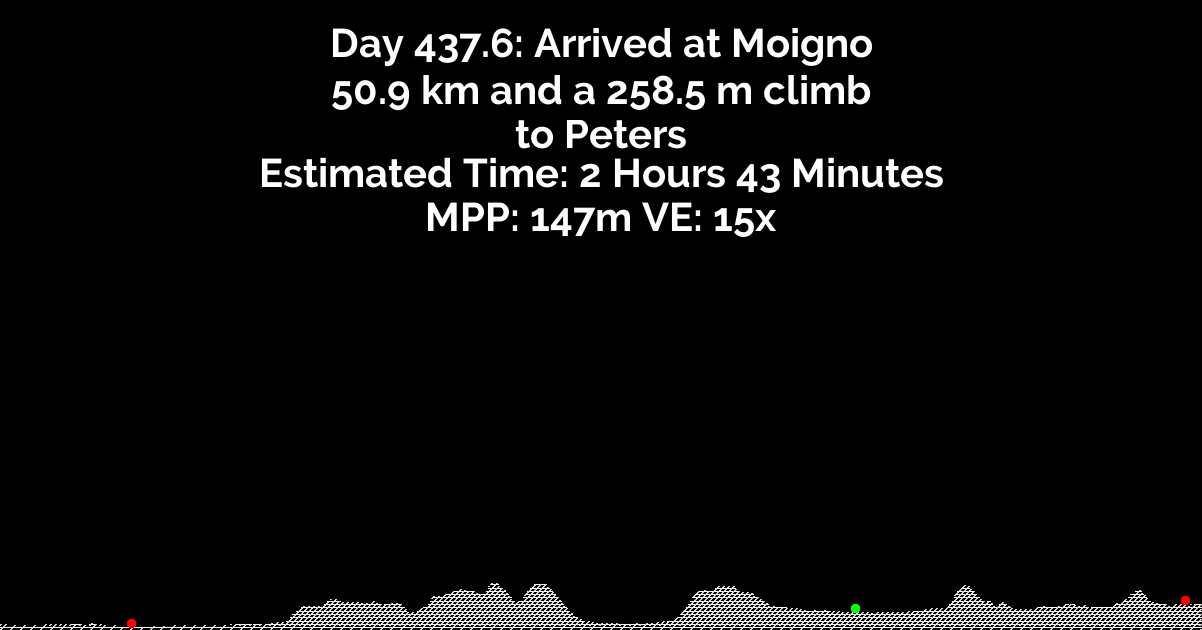 Day 437.6: Arrived at Moigno
50.9 km and a 258.5 m climb
to Peters
Estimated Time: 2 Hours 43 Minutes
MPP: 147m VE: 15x